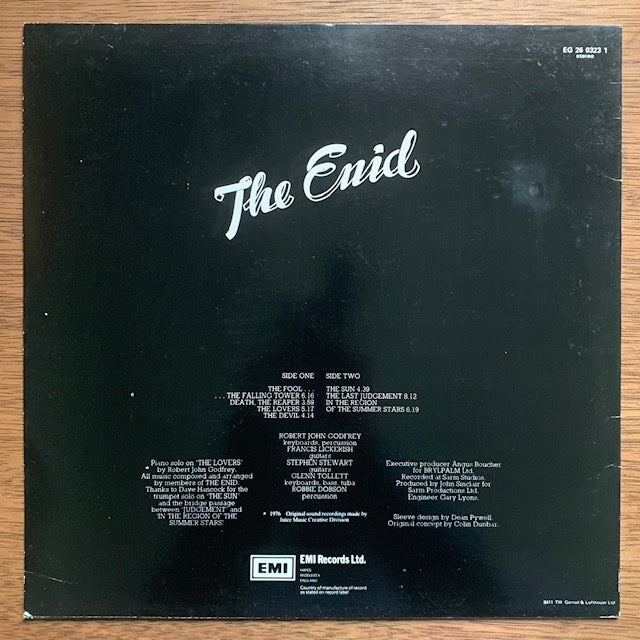 EG 26 0323 1
stereo
The Enid
SIDE ONE
THE FOOL...
...THE FALLING TOWER 6.16
DEATH, THE REAPER 3.59
THE LOVERS 5.17
THE DEVIL 4.14
SIDE TWO
THE SUN 4.39
THE LAST JUDGEMENT 8.12
IN THE REGION
OF THE SUMMER STARS 6.19
ROBERT JOHN GODFREY
keyboards, percussion
FRANCIS LICKERISH
guitars
STEPHEN STEWART
guitars
GLENN TOLLETT
keyboards, bass, tuba
ROBBIE DOBSON
percussion
Piano solo on 'THE LOVERS'
by Robert John Godfrey.
All music composed and arranged
by members of THE ENID.
Thanks to Dave Hancock for the
trumpet solo on 'THE SUN'
and the bridge passage
between 'JUDGEMENT' and
'IN THE REGION OF THE
SUMMER STARS'
Executive producer Angus Boucher
for BRYLPALM Ltd.
Recorded at Sarm Studios.
Produced by John Sinclair for
Sarm Productions Ltd.
Engineer Gary Lyons.
Sleeve design by Dean Pywell.
Original concept by Colin Dunbar.
1976 Original sound recordings made by
Juice Music Creative Division
EMI
EMI Records Ltd.
HAYES
MIDDLESEX
ENGLAND
Country of manufacture of record
as stated on record label
8411 TM Garrod & Lofthouse Ltd